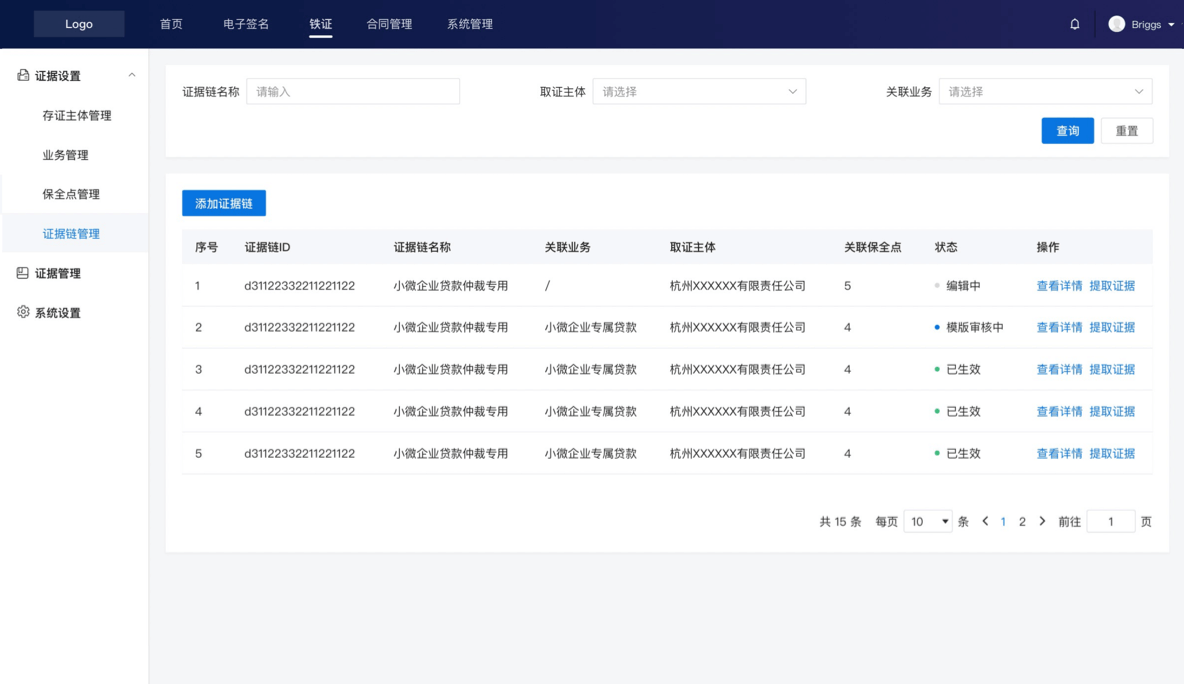 Logo 首页 电子签名 铁证 合同管理 系统管理 Briggs
证据设置
存证主体管理
业务管理
保全点管理
证据链管理
证据管理
系统设置
证据链名称 请输入 取证主体 请选择 关联业务 请选择
查询 重置
添加证据链
序号 证据链ID 证据链名称 关联业务 取证主体 关联保全点 状态 操作
1 d31122332211221122 小微企业贷款仲裁专用 / 杭州XXXXXX有限责任公司 5 编辑中 查看详情 提取证据
2 d31122332211221122 小微企业贷款仲裁专用 小微企业专属贷款 杭州XXXXXX有限责任公司 4 模版审核中 查看详情 提取证据
3 d31122332211221122 小微企业贷款仲裁专用 小微企业专属贷款 杭州XXXXXX有限责任公司 4 已生效 查看详情 提取证据
4 d31122332211221122 小微企业贷款仲裁专用 小微企业专属贷款 杭州XXXXXX有限责任公司 4 已生效 查看详情 提取证据
5 d31122332211221122 小微企业贷款仲裁专用 小微企业专属贷款 杭州XXXXXX有限责任公司 4 已生效 查看详情 提取证据
共 15 条 每页 10 条 1 2 前往 1 页